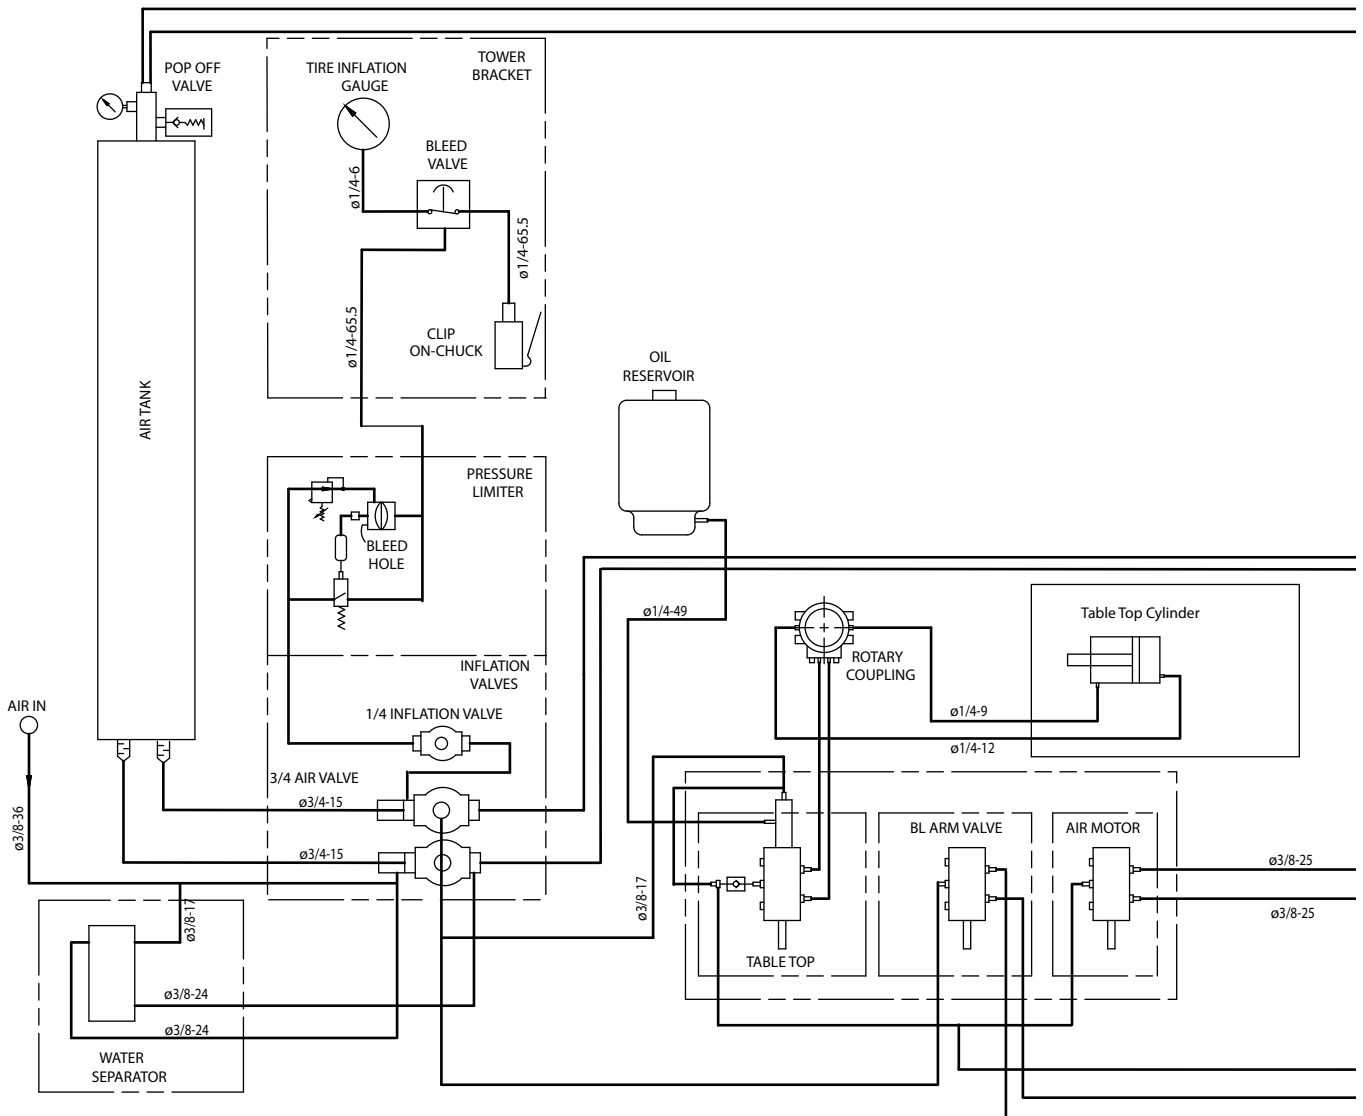 POP OFF
VALVE
TIRE INFLATION
GAUGE
TOWER
BRACKET
BLEED
VALVE
ø1/4-6
ø1/4-65.5
ø1/4-65.5
CLIP
ON-CHUCK
AIR TANK
OIL
RESERVOIR
PRESSURE
LIMITER
BLEED
HOLE
ø1/4-49
Table Top Cylinder
ROTARY
COUPLING
INFLATION
VALVES
ø1/4-9
ø1/4-12
AIR IN
1/4 INFLATION VALVE
3/4 AIR VALVE
ø3/4-15
ø3/4-15
ø3/8-36
BL ARM VALVE
AIR MOTOR
ø3/8-25
ø3/8-25
ø3/8-17
ø3/8-17
TABLE TOP
ø3/8-24
ø3/8-24
WATER
SEPARATOR